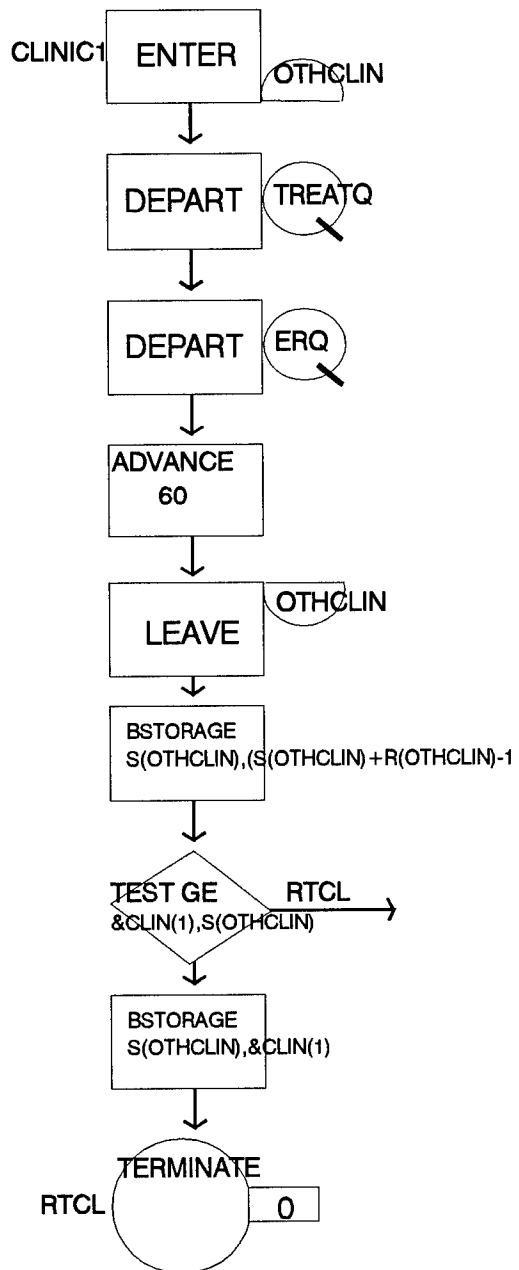 CLINIC1
ENTER
OTHCLIN
DEPART
TREATQ
DEPART
ERQ
ADVANCE
60
LEAVE
OTHCLIN
BSTORAGE
S(OTHCLIN),(S(OTHCLIN)+R(OTHCLIN)-1
TEST GE
&CLIN(1),S(OTHCLIN)
RTCL
BSTORAGE
S(OTHCLIN),&CLIN(1)
TERMINATE
RTCL
0